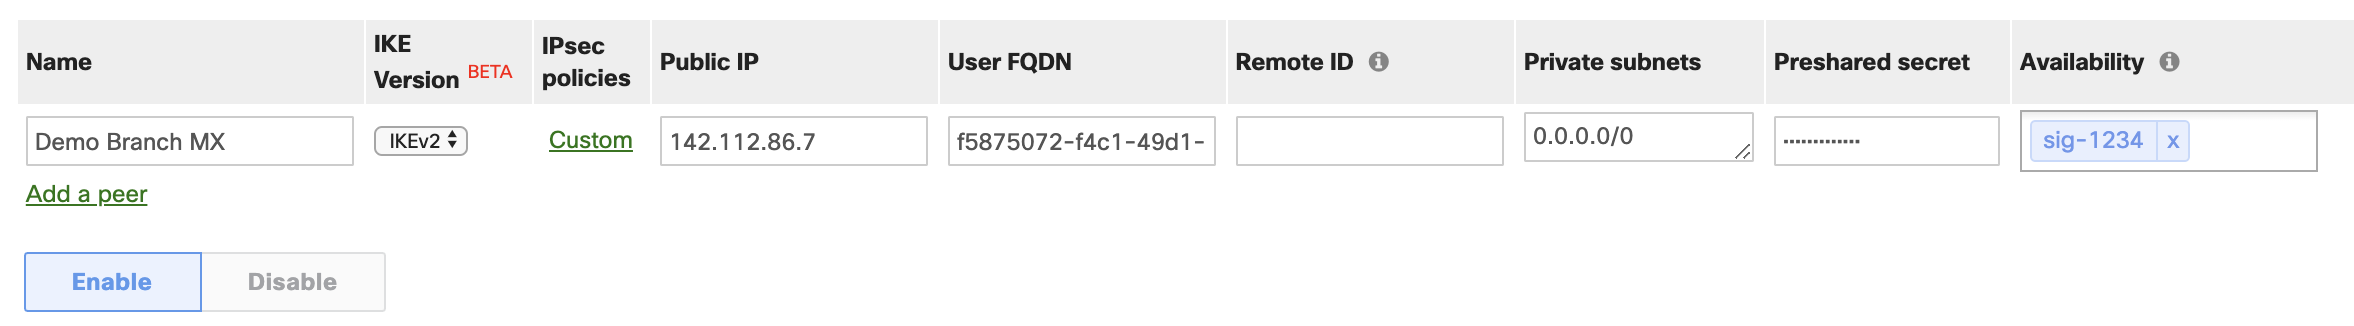 Name IKE Version BETA IPsec policies Public IP User FQDN Remote ID Private subnets Preshared secret Availability
Demo Branch MX IKEv2 Custom 142.112.86.7 f5875072-f4c1-49d1- 0.0.0.0/0 ············· sig-1234 x
Add a peer
Enable Disable